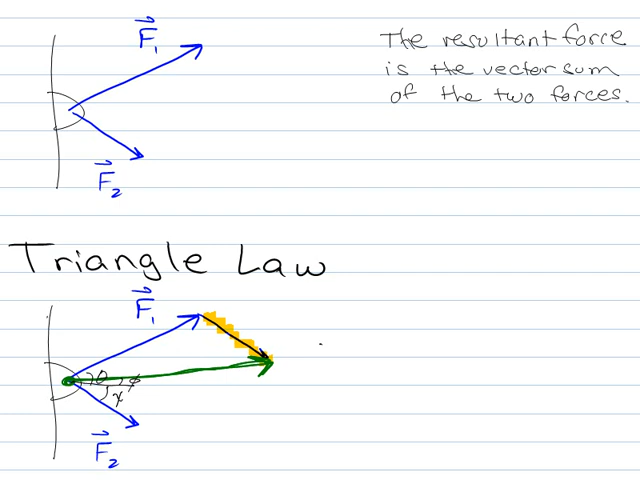 F₁
The resultant force
is the vector sum
of the two forces.
F₂
Triangle Law
F₁
θ φ
F₂